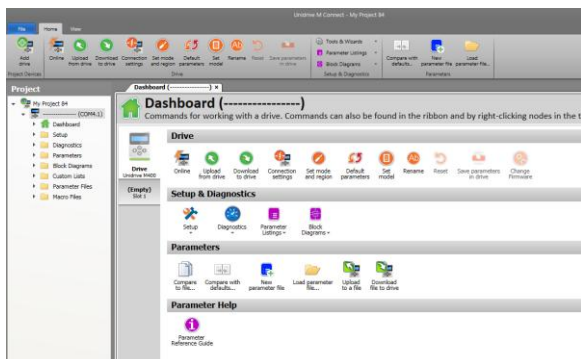 Unidrive M Connect - My Project 84
File Home View
Add drive
Online
Upload from drive
Download to drive
Connection settings
Set mode and region
Default parameters
Set model
Rename
Reset
Save parameters in drive
Tools & Wizards
Parameter Listings
Block Diagrams
Compare with defaults...
New parameter file
Load parameter file...
Project Devices
Drive
Setup & Diagnostics
Parameters
Project
My Project 84
---------------- (COM4.1)
Dashboard
Setup
Diagnostics
Parameters
Block Diagrams
Custom Lists
Parameter Files
Macro Files
Dashboard (----------------) ×
Dashboard (----------------)
Commands for working with a drive. Commands can also be found in the ribbon and by right-clicking nodes in the t
Drive
Unidrive M400
(Empty)
Slot 1
Drive
Online
Upload from drive
Download to drive
Connection settings
Set mode and region
Default parameters
Set model
Rename
Reset
Save parameters in drive
Change Firmware
Setup & Diagnostics
Setup
Diagnostics
Parameter Listings
Block Diagrams
Parameters
Compare to file...
Compare with defaults...
New parameter file
Load parameter file...
Upload to a file
Download file to drive
Parameter Help
Parameter Reference Guide